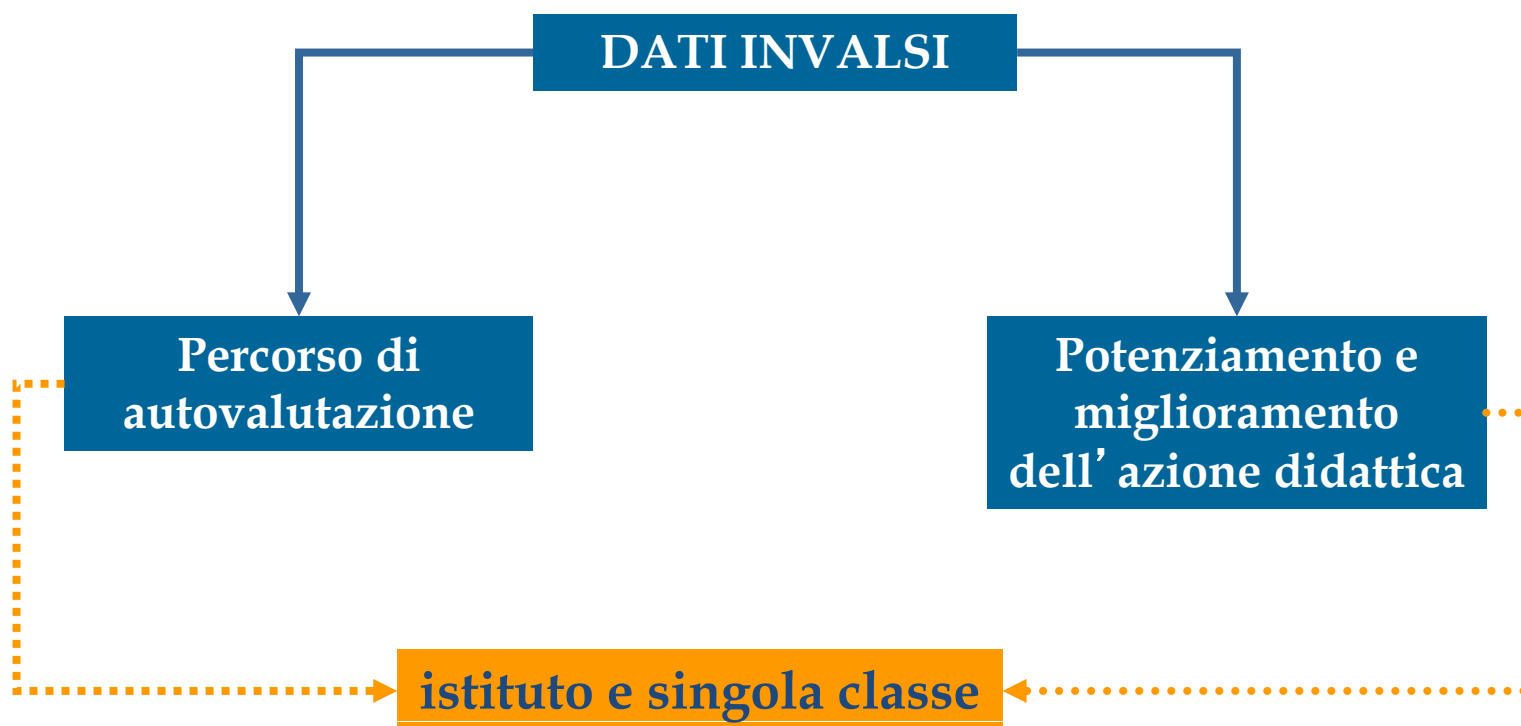 DATI INVALSI
Percorso di
autovalutazione
Potenziamento e
miglioramento
dell’ azione didattica
istituto e singola classe